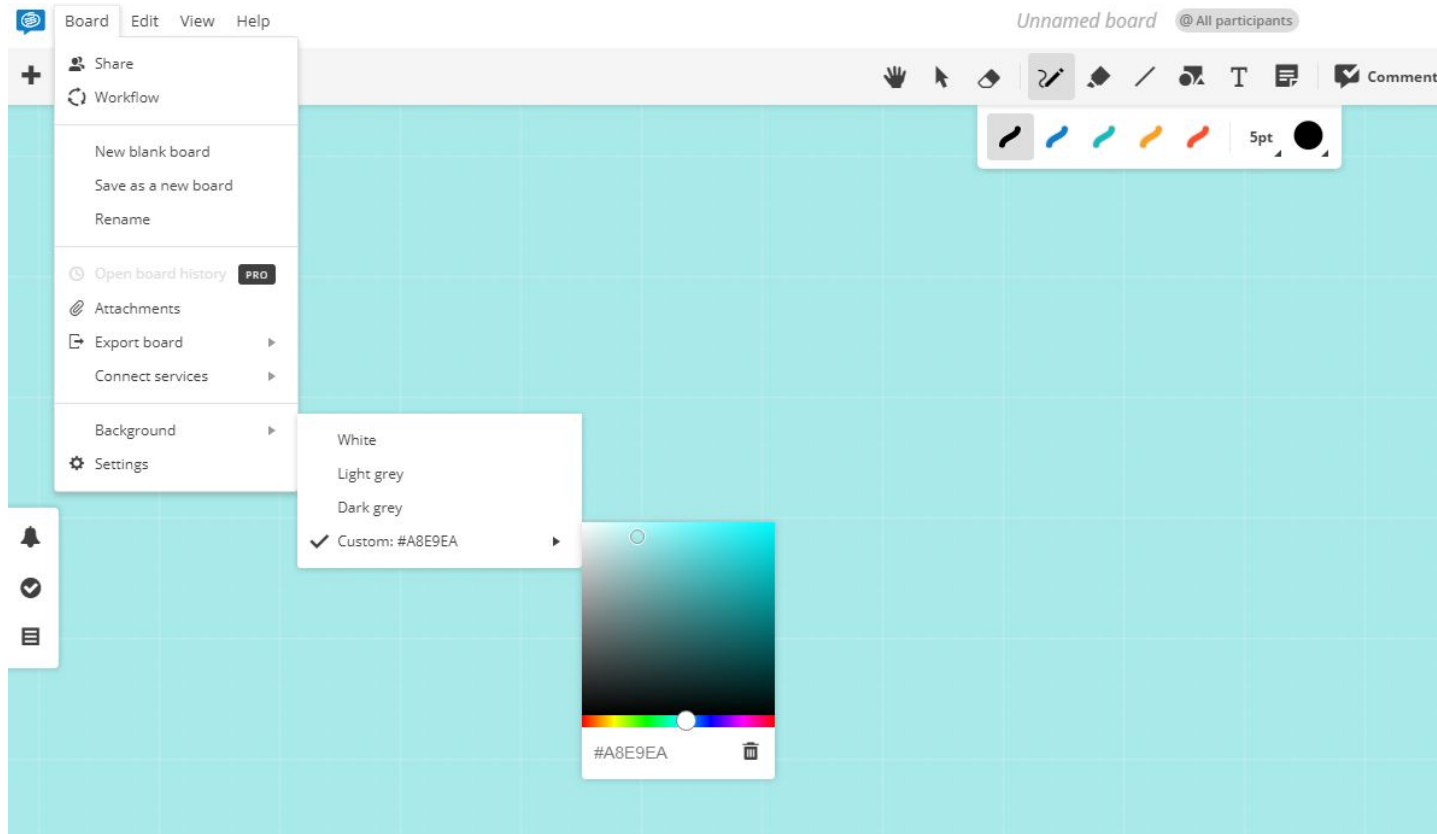 Board Edit View Help
Unnamed board @ All participants
Share
Workflow
New blank board
Save as a new board
Rename
Open board history PRO
Attachments
Export board
Connect services
Background
Settings
White
Light grey
Dark grey
Custom: #A8E9EA
#A8E9EA
T
Comment
5pt